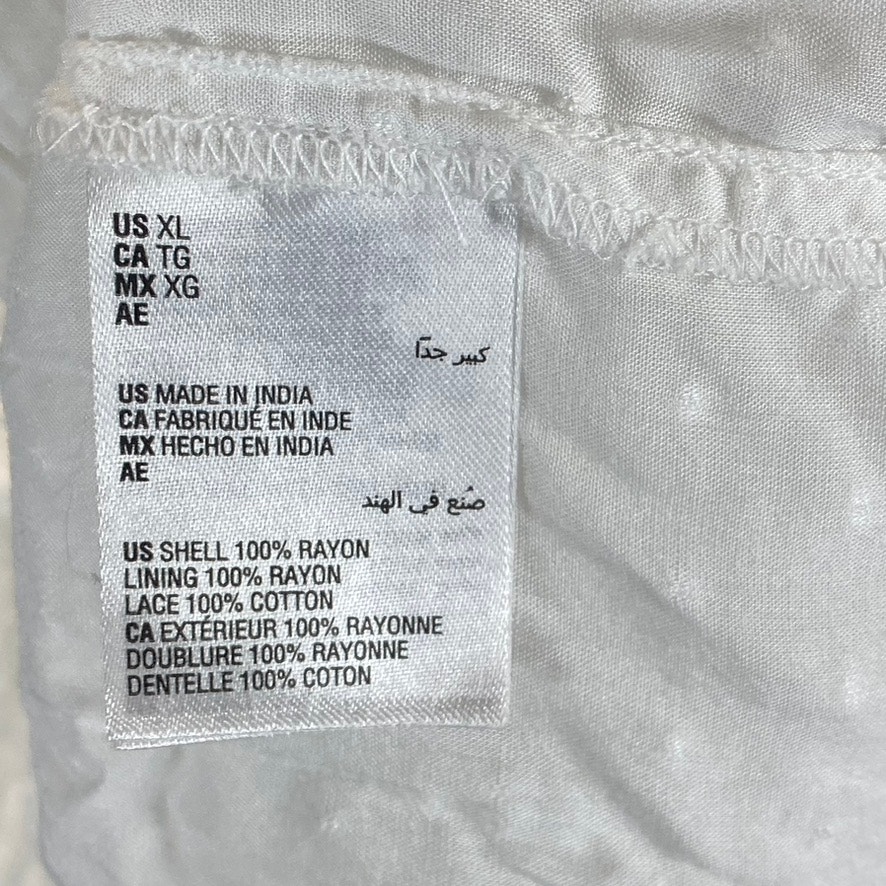 US XL
CA TG
MX XG
AE
كبير جدًا
US MADE IN INDIA
CA FABRIQUÉ EN INDE
MX HECHO EN INDIA
AE
صُنع في الهند
US SHELL 100% RAYON
LINING 100% RAYON
LACE 100% COTTON
CA EXTÉRIEUR 100% RAYONNE
DOUBLURE 100% RAYONNE
DENTELLE 100% COTON